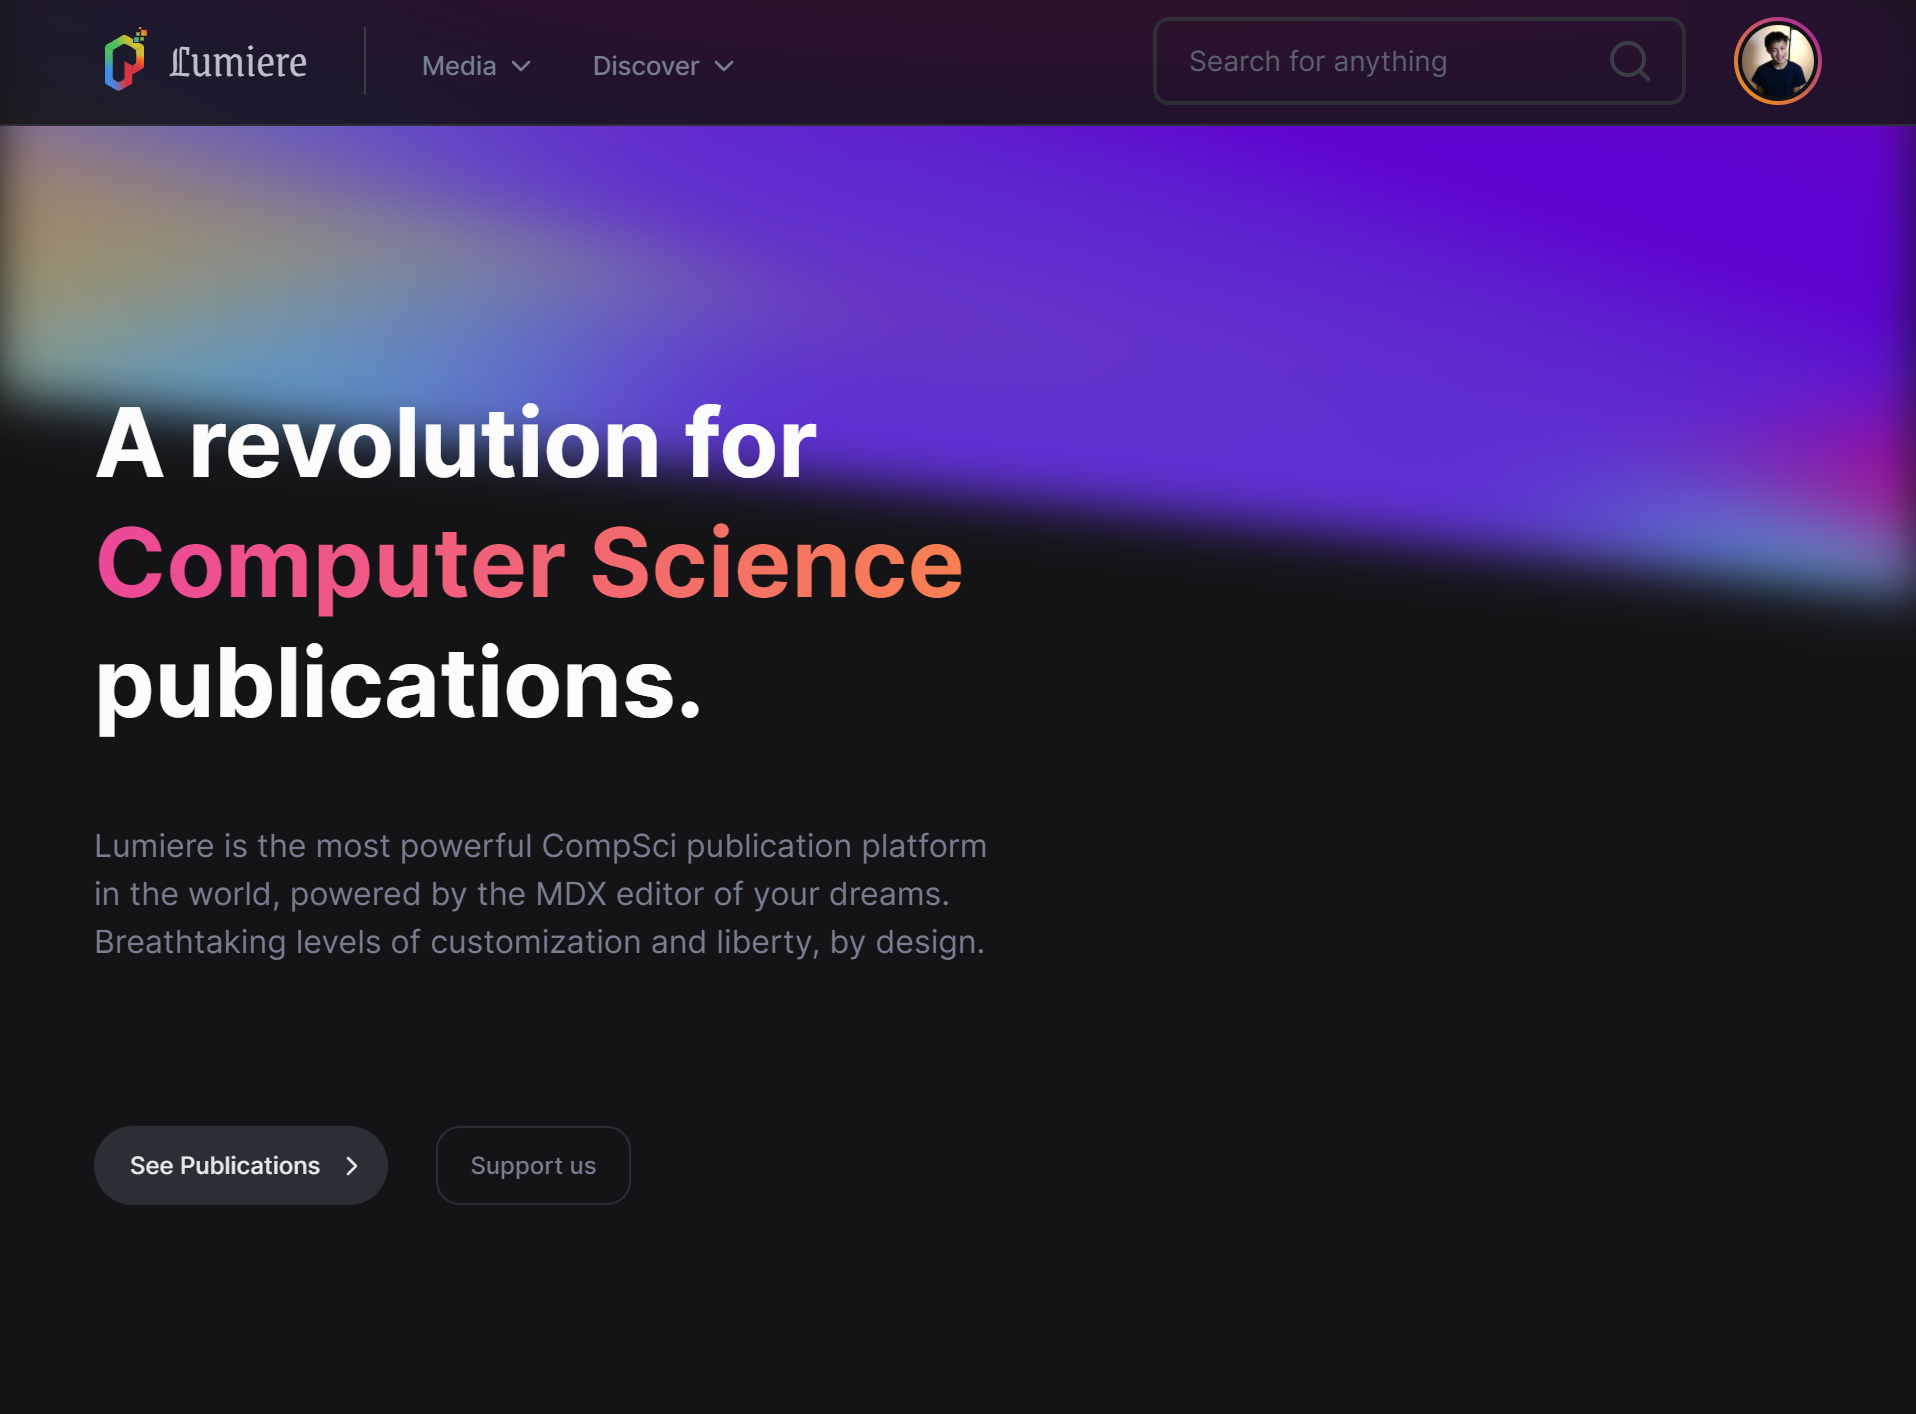 Lumiere
Media
Discover
Search for anything
A revolution for
Computer Science
publications.
Lumiere is the most powerful CompSci publication platform
in the world, powered by the MDX editor of your dreams.
Breathtaking levels of customization and liberty, by design.
See Publications
Support us